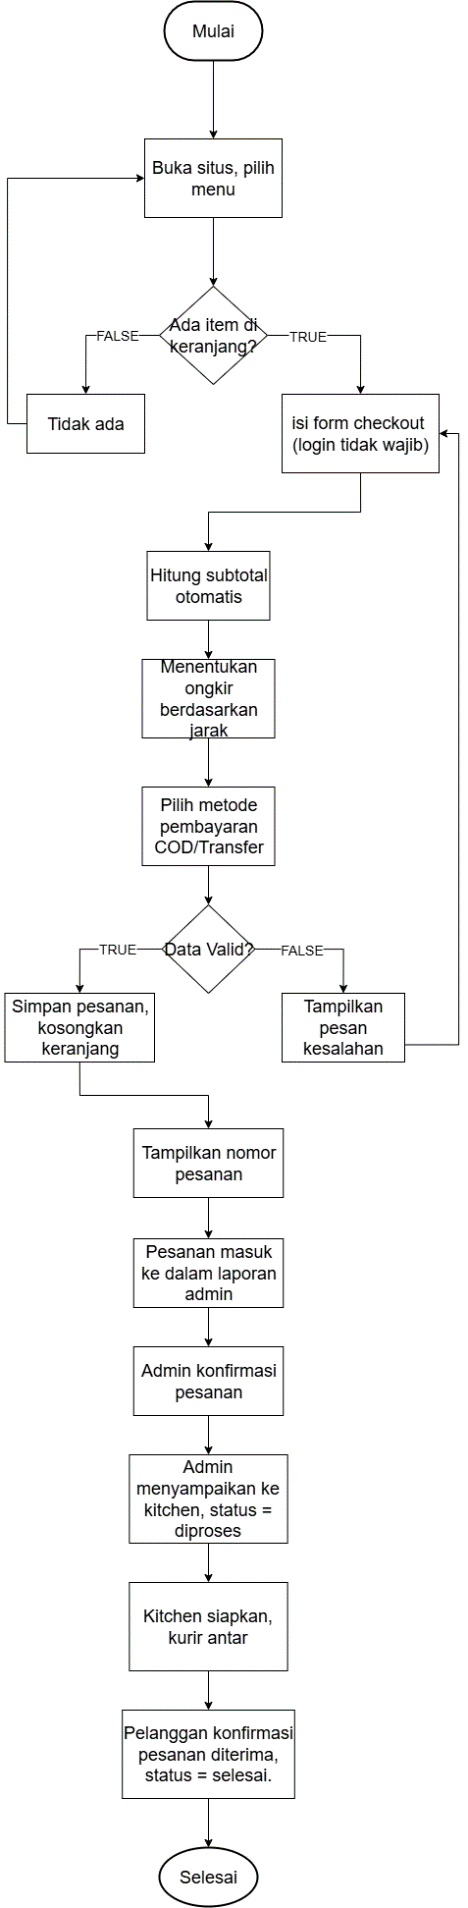 Mulai
Buka situs, pilih
menu
Ada item di
keranjang?
FALSE
TRUE
Tidak ada
isi form checkout
(login tidak wajib)
Hitung subtotal
otomatis
Menentukan
ongkir
berdasarkan
jarak
Pilih metode
pembayaran
COD/Transfer
Data Valid?
TRUE
FALSE
Simpan pesanan,
kosongkan
keranjang
Tampilkan
pesan
kesalahan
Tampilkan nomor
pesanan
Pesanan masuk
ke dalam laporan
admin
Admin konfirmasi
pesanan
Admin
menyampaikan ke
kitchen, status =
diproses
Kitchen siapkan,
kurir antar
Pelanggan konfirmasi
pesanan diterima,
status = selesai.
Selesai